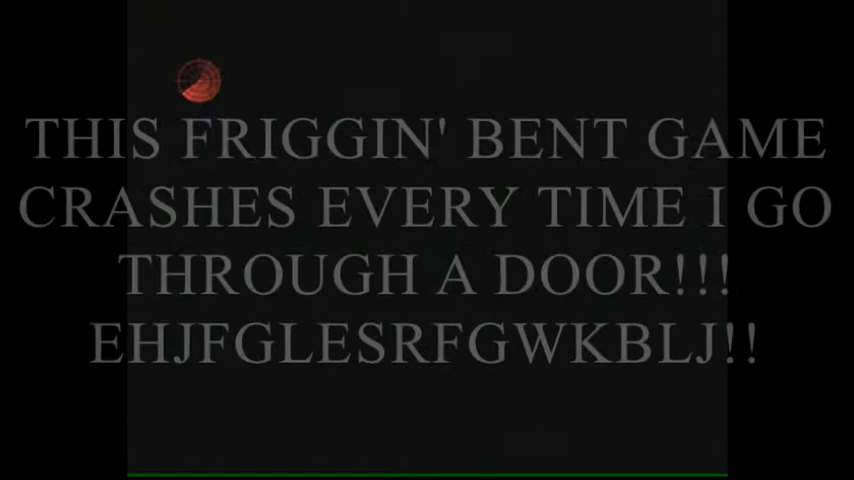 THIS FRIGGIN' BENT GAME
CRASHES EVERY TIME I GO
THROUGH A DOOR!!!
EHJFGLESRFGWKBLJ!!